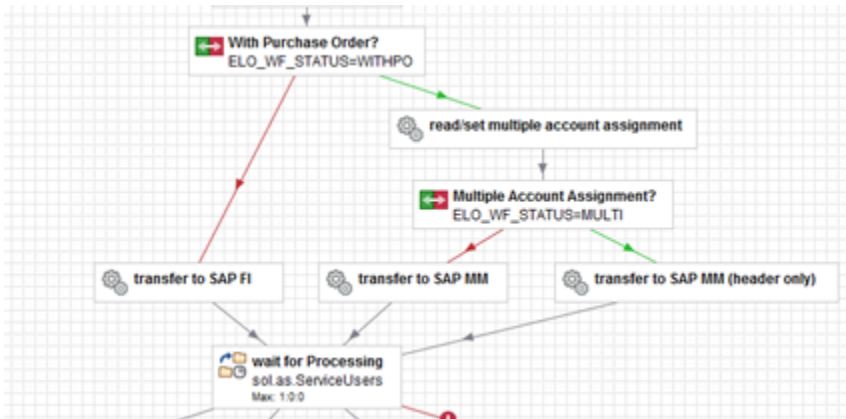 With Purchase Order?
ELO_WF_STATUS=WITHPO
read/set multiple account assignment
Multiple Account Assignment?
ELO_WF_STATUS=MULTI
transfer to SAP FI
transfer to SAP MM
transfer to SAP MM (header only)
wait for Processing
sol.as.ServiceUsers
Max: 1:0:0